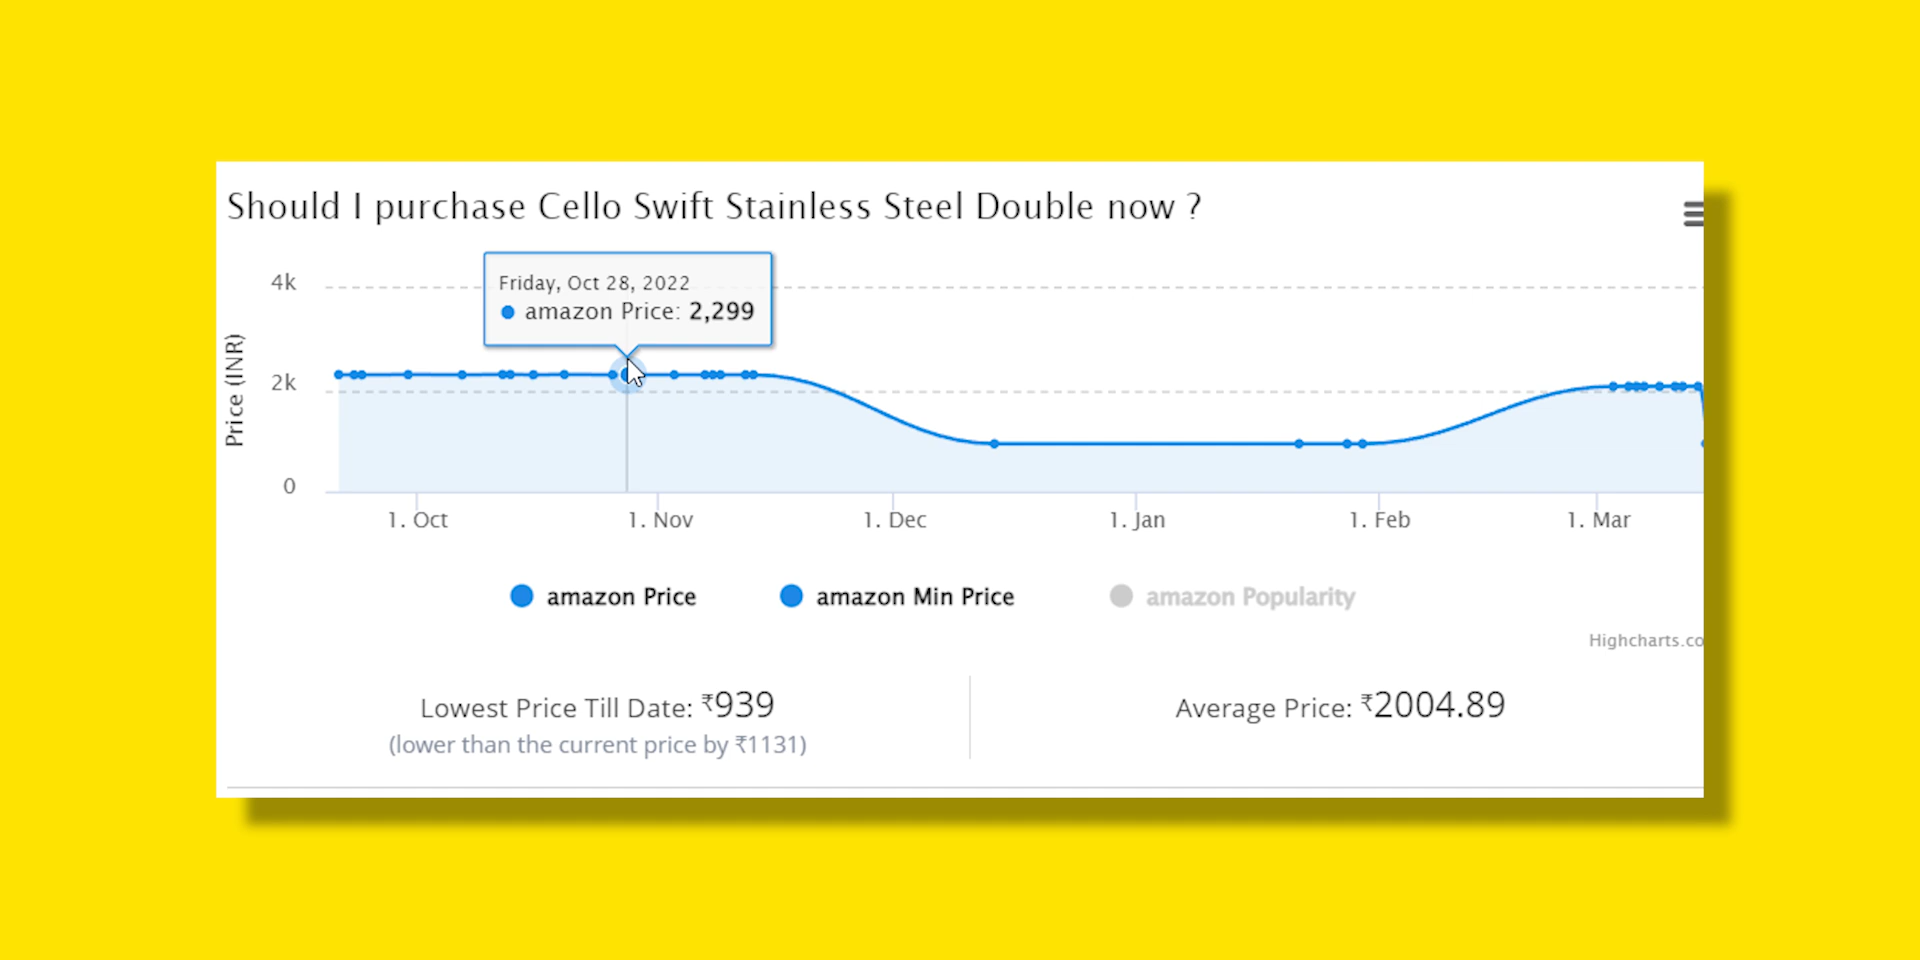 Should I purchase Cello Swift Stainless Steel Double now ?
Friday, Oct 28, 2022
amazon Price: 2,299
4k
2k
0
Price (INR)
1. Oct 1. Nov 1. Dec 1. Jan 1. Feb 1. Mar
amazon Price amazon Min Price amazon Popularity
Highcharts.co
Lowest Price Till Date: ₹939
(lower than the current price by ₹1131)
Average Price: ₹2004.89